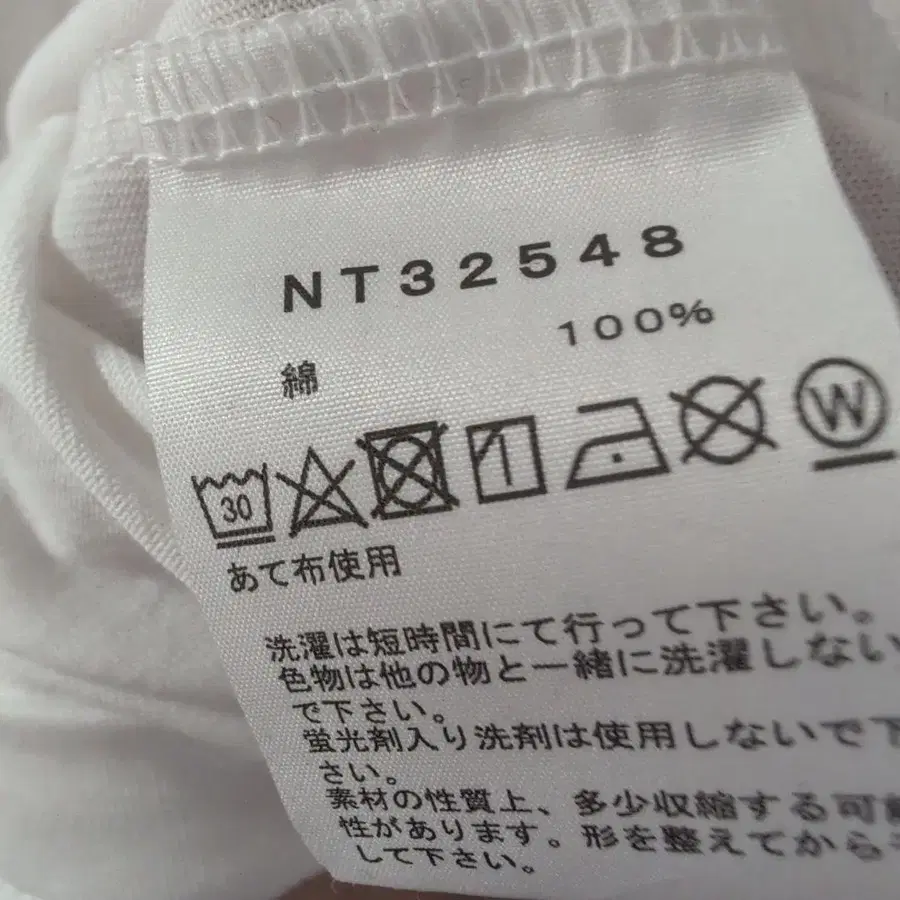 NT32548
綿 100%
30
W
あて布使用
洗濯は短時間にて行って下さい。
色物は他の物と一緒に洗濯しない
で下さい。
蛍光剤入り洗剤は使用しないで下
さい。
素材の性質上、多少収縮する可能
性があります。形を整えてから
して下さい。